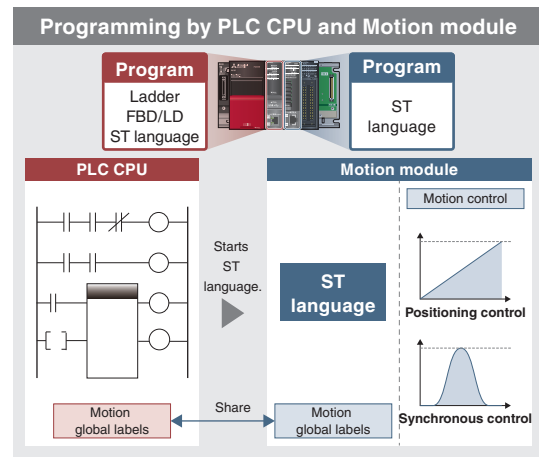 Programming by PLC CPU and Motion module
Program
Ladder
FBD/LD
ST language
Program
ST
language
PLC CPU
Motion module
Starts
ST
language.
ST
language
Motion control
Positioning control
Synchronous control
Motion
global labels
Share
Motion
global labels